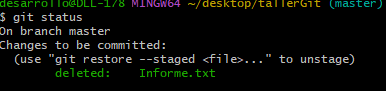 desarrollo@DLL-178 MINGW64 ~/desktop/tallerGit (master)
$ git status
On branch master
Changes to be committed:
  (use "git restore --staged <file>..." to unstage)
        deleted:    Informe.txt